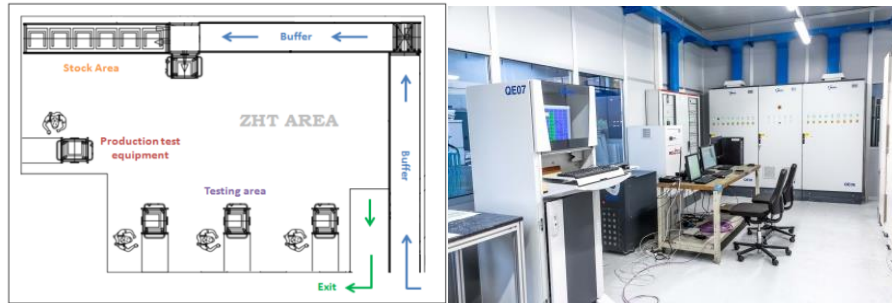 Buffer
Stock Area
ZHT AREA
Production test
equipment
Buffer
Testing area
Exit
QE07